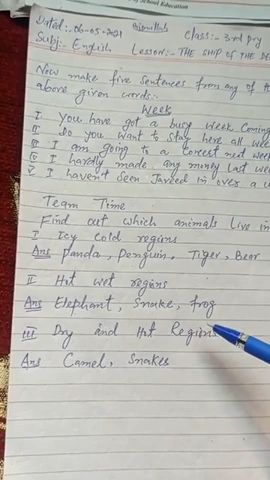 School Education
Dated:- 06-05-2021 Bismillah Class:- 3rd Dry
Subj:- English Lesson:- THE SHIP OF THE DE
Now make five sentences from any of th
above given words:-
Week
I you have got a busy week Coming
II Do you want to stay here all wee
III I am going to a next week
IV I hardly made any money last we
V I haven't seen Javeed in over a w
Team Time:
Find out which animals live in
I Icy Cold regions
Ans Panda, Penguin, Tiger, Bear
II Hot wet regions
Ans Elephant, Snake, frog
III Dry and Hot Regions
Ans Camel, Snakes